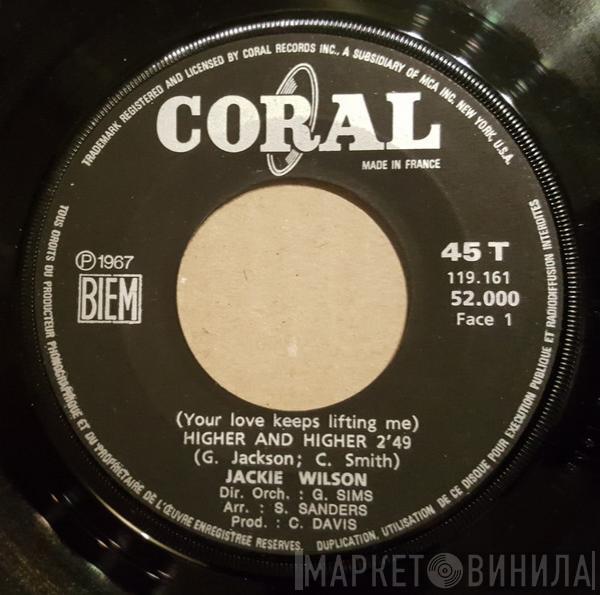 TRADEMARK REGISTERED AND LICENSED BY CORAL RECORDS INC., A SUBSIDIARY OF MCA INC. NEW YORK, U.S.A.
CORAL
MADE IN FRANCE
℗ 1967
BIEM
45 T
119.161
52.000
Face 1
(Your love keeps lifting me)
HIGHER AND HIGHER 2'49
(G. Jackson; C. Smith)
JACKIE WILSON
Dir. Orch. : G. SIMS
Arr. : S. SANDERS
Prod. : C. DAVIS
TOUS DROITS DU PRODUCTEUR PHONOGRAPHIQUE ET DU PROPRIÉTAIRE DE L'ŒUVRE ENREGISTREE RESERVES. DUPLICATION, UTILISATION DE CE DISQUE POUR EXECUTION PUBLIQUE ET RADIODIFFUSION INTERDITES
МАРКЕТ ВИНИЛА